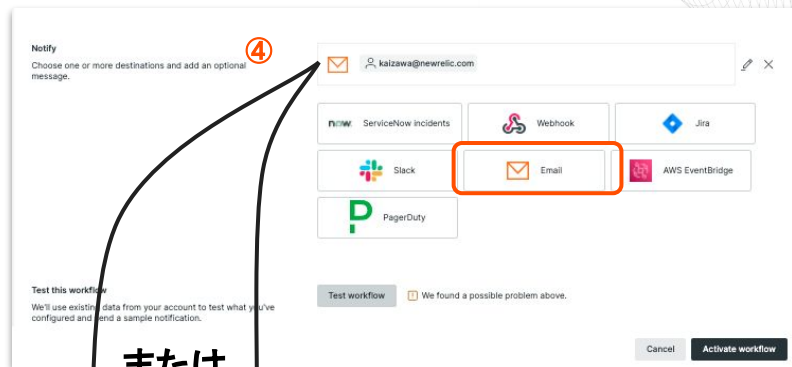 Notify
④
Choose one or more destinations and add an optional
message.
kaizawa@newrelic.com
now. ServiceNow incidents
Webhook
Jira
Slack
Email
AWS EventBridge
P PagerDuty
Test this workflow
We'll use existing data from your account to test what you've
configured and send a sample notification.
Test workflow
We found a possible problem above.
または
Cancel
Activate workflow